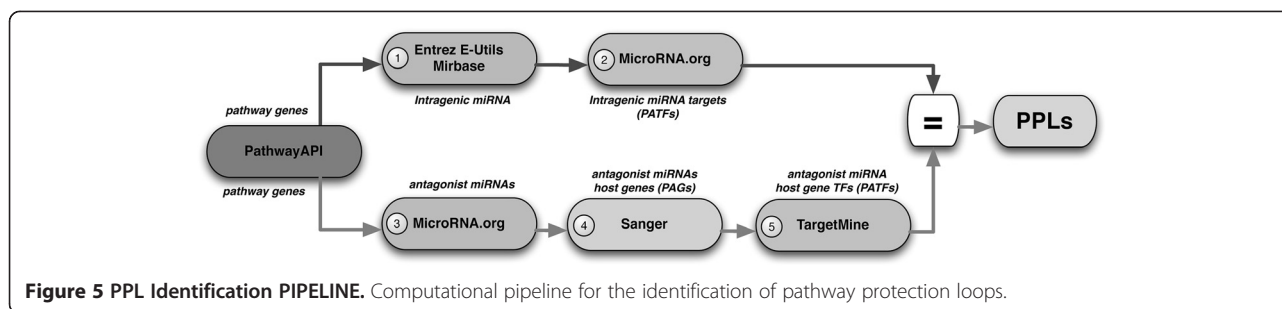 1 Entrez E-Utils
Mirbase
2 MicroRNA.org
pathway genes
Intragenic miRNA
Intragenic miRNA targets
(PATFs)
=
PPLs
PathwayAPI
pathway genes
antagonist miRNAs
antagonist miRNAs
host genes (PAGs)
antagonist miRNA
host gene TFs (PATFs)
3 MicroRNA.org
4 Sanger
5 TargetMine
Figure 5 PPL Identification PIPELINE. Computational pipeline for the identification of pathway protection loops.